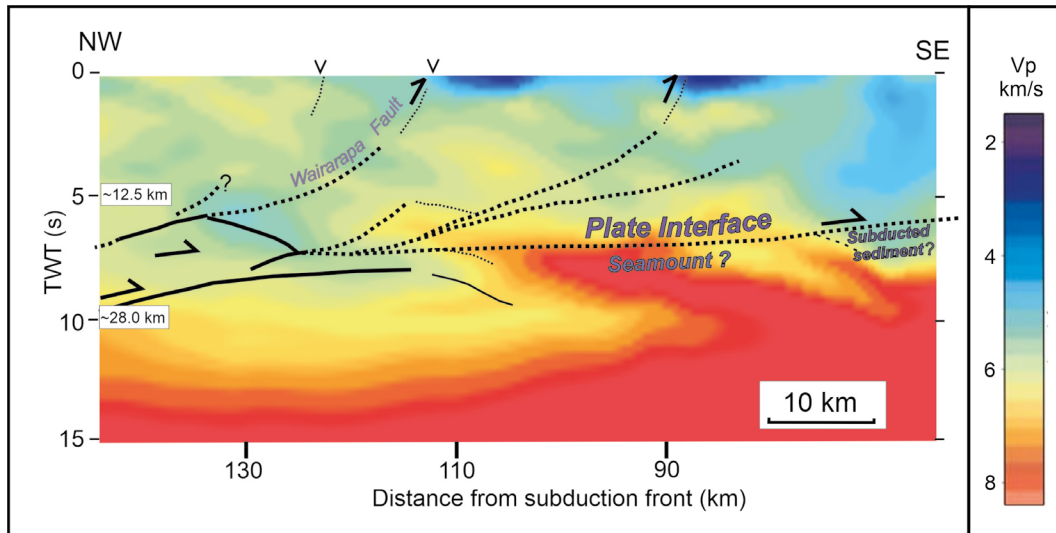 NW
SE
Vp
km/s
0
Wairarapa Fault
?
~12.5 km
5
TWT (s)
Plate Interface
Seamount ?
Subducted
sediment?
~28.0 km
10
15
10 km
130
110
90
Distance from subduction front (km)
2
4
6
8